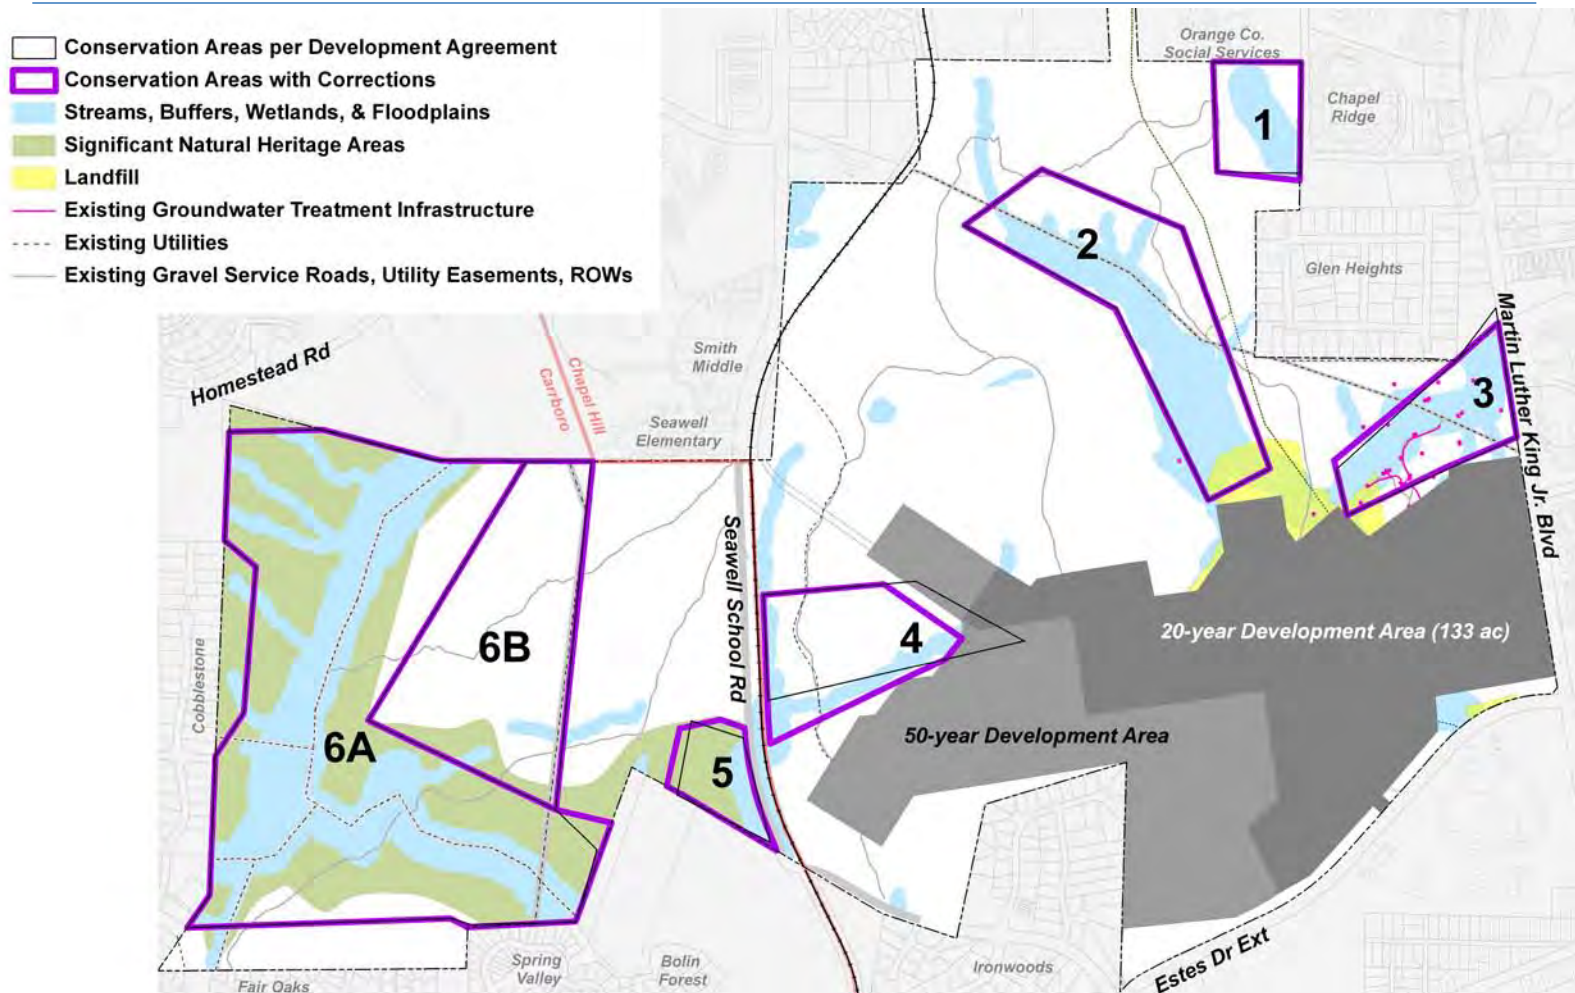 Conservation Areas per Development Agreement
Conservation Areas with Corrections
Streams, Buffers, Wetlands, & Floodplains
Significant Natural Heritage Areas
Landfill
Existing Groundwater Treatment Infrastructure
Existing Utilities
Existing Gravel Service Roads, Utility Easements, ROWs
Orange Co.
Social Services
Chapel
Ridge
1
2
Glen Heights
Martin Luther King Jr. Blvd
3
Homestead Rd
Chapel Hill
Carrboro
Smith
Middle
Seawell
Elementary
Seawell School Rd
6B
4
20-year Development Area (133 ac)
Cobblestone
6A
5
50-year Development Area
Spring
Valley
Bolin
Forest
Ironwoods
Estes Dr Ext
Fair Oaks